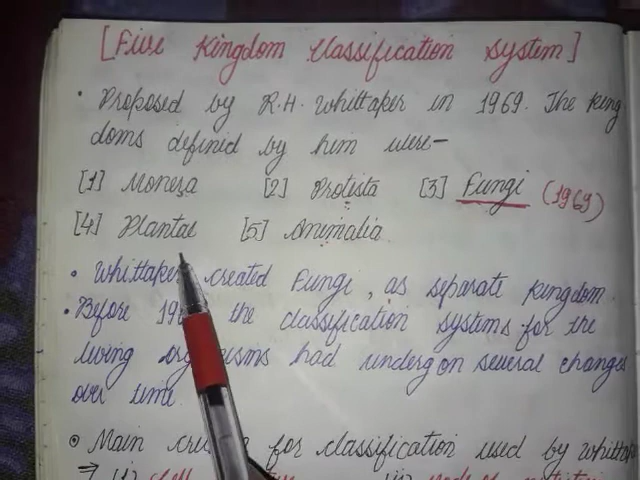 [Five Kingdom Classification System]
• Proposed by R.H. Whittaker in 1969. The king
doms defined by him were-
[1] Monera [2] Protista [3] Fungi (1969)
[4] Plantae [5] Animalia
• Whittaker created Fungi, as separate kingdom.
• Before the classification systems for the
living organisms had undergon several changes
over time
⦿ Main for classification used by whittak